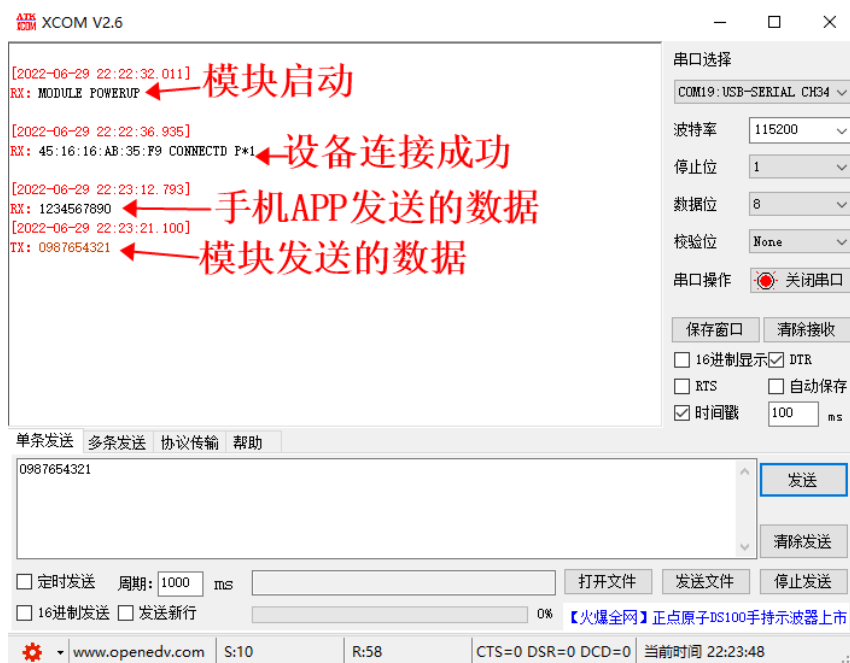 ATK XCOM XCOM V2.6
[2022-06-29 22:22:32.011]
RX: MODULE POWERUP
模块启动
[2022-06-29 22:22:36.935]
RX: 45:16:16:AB:35:F9 CONNECTD P*1
设备连接成功
[2022-06-29 22:23:12.793]
RX: 1234567890
手机APP发送的数据
[2022-06-29 22:23:21.100]
TX: 0987654321
模块发送的数据
串口选择
COM19:USB-SERIAL CH34
波特率 115200
停止位 1
数据位 8
校验位 None
串口操作 关闭串口
保存窗口 清除接收
16进制显示 DTR
RTS 自动保存
时间戳 100 ms
单条发送 多条发送 协议传输 帮助
0987654321
发送
清除发送
定时发送 周期: 1000 ms 打开文件 发送文件 停止发送
16进制发送 发送新行 0% 【火爆全网】正点原子DS100手持示波器上市
www.openedv.com S:10 R:58 CTS=0 DSR=0 DCD=0 当前时间 22:23:48